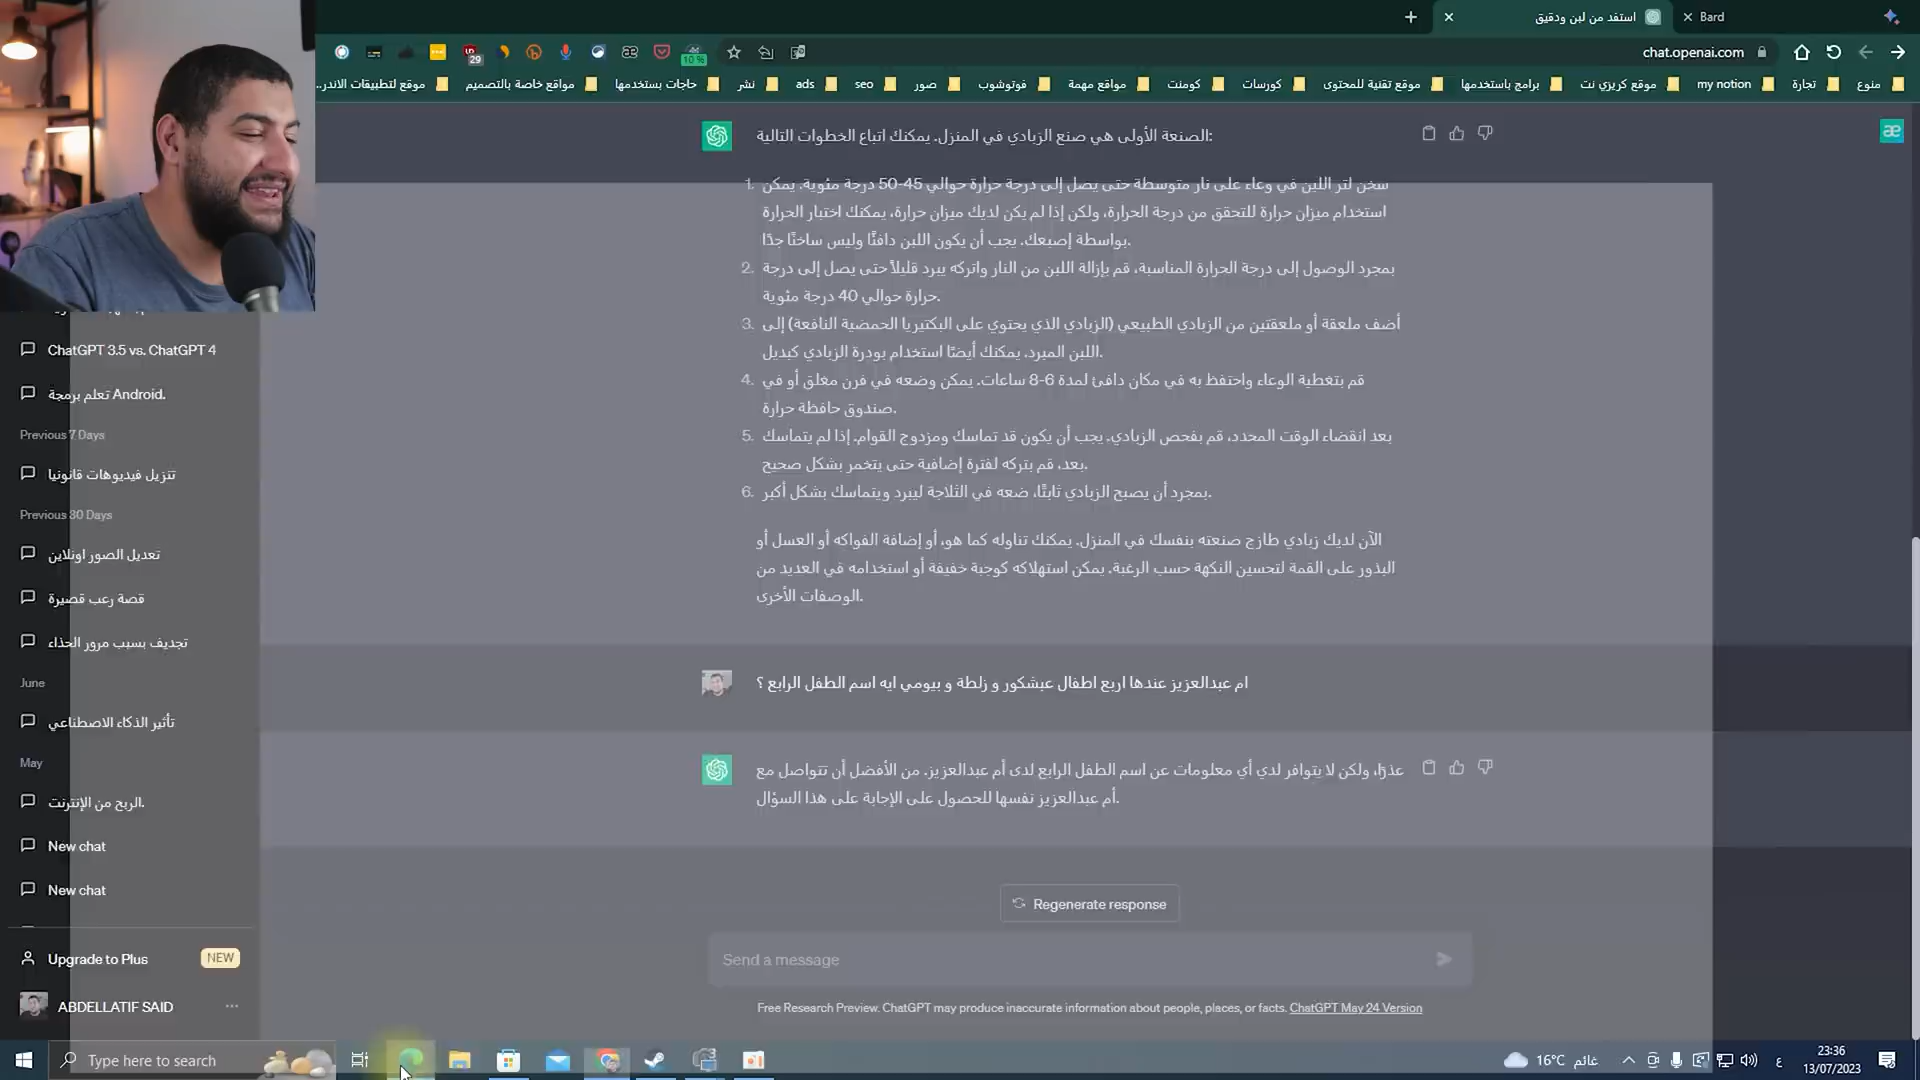 استفد من لبن ودقيق
Bard
chat.openai.com
29
10 %
منوع
تجارة
my notion
موقع كريزي نت
برامج باستخدمها
موقع تقنية للمحتوى
كورسات
كومنت
مواقع مهمة
فوتوشوب
صور
seo
ads
نشر
حاجات بستخدمها
مواقع خاصة بالتصميم
موقع لتطبيقات الاندر..
الصنعة الأولى هي صنع الزبادي في المنزل. يمكنك اتباع الخطوات التالية:
1. سخن لتر اللبن في وعاء على نار متوسطة حتى يصل إلى درجة حرارة حوالي 45-50 درجة مئوية. يمكن
استخدام ميزان حرارة للتحقق من درجة الحرارة، ولكن إذا لم يكن لديك ميزان حرارة، يمكنك اختبار الحرارة
بواسطة إصبعك. يجب أن يكون اللبن دافئًا وليس ساخنًا جدًا.
2. بمجرد الوصول إلى درجة الحرارة المناسبة، قم بإزالة اللبن من النار واتركه يبرد قليلاً حتى يصل إلى درجة
حرارة حوالي 40 درجة مئوية.
3. أضف ملعقة أو ملعقتين من الزبادي الطبيعي (الزبادي الذي يحتوي على البكتيريا الحمضية النافعة) إلى
اللبن المبرد. يمكنك أيضًا استخدام بودرة الزبادي كبديل.
4. قم بتغطية الوعاء واحتفظ به في مكان دافئ لمدة 6-8 ساعات. يمكن وضعه في فرن مغلق أو في
صندوق حافظة حرارة.
5. بعد انقضاء الوقت المحدد، قم بفحص الزبادي. يجب أن يكون قد تماسك ومزدوج القوام. إذا لم يتماسك
بعد، قم بتركه لفترة إضافية حتى يتخمر بشكل صحيح.
6. بمجرد أن يصبح الزبادي ثابتًا، ضعه في الثلاجة ليبرد ويتماسك بشكل أكبر.
الآن لديك زبادي طازج صنعته بنفسك في المنزل. يمكنك تناوله كما هو، أو إضافة الفواكه أو العسل أو
البذور على القمة لتحسين النكهة حسب الرغبة. يمكن استهلاكه كوجبة خفيفة أو استخدامه في العديد من
الوصفات الأخرى.
ام عبدالعزيز عندها اربع اطفال عبشكور و زلطة و بيومي ايه اسم الطفل الرابع ؟
عذرًا، ولكن لا يتوافر لدي أي معلومات عن اسم الطفل الرابع لدى أم عبدالعزيز. من الأفضل أن تتواصل مع
أم عبدالعزيز نفسها للحصول على الإجابة على هذا السؤال.
ChatGPT 3.5 vs. ChatGPT 4
تعلم برمجة Android.
Previous 7 Days
تنزيل فيديوهات قانونيا
Previous 30 Days
تعديل الصور اونلاين
قصة رعب قصيرة
تجديف بسبب مرور الحذاء
June
تأثير الذكاء الاصطناعي
May
الربح من الإنترنت.
New chat
New chat
Upgrade to Plus NEW
ABDELLATIF SAID
Regenerate response
Send a message
Free Research Preview. ChatGPT may produce inaccurate information about people, places, or facts. ChatGPT May 24 Version
Type here to search
16°C غائم
ع
23:36
13/07/2023